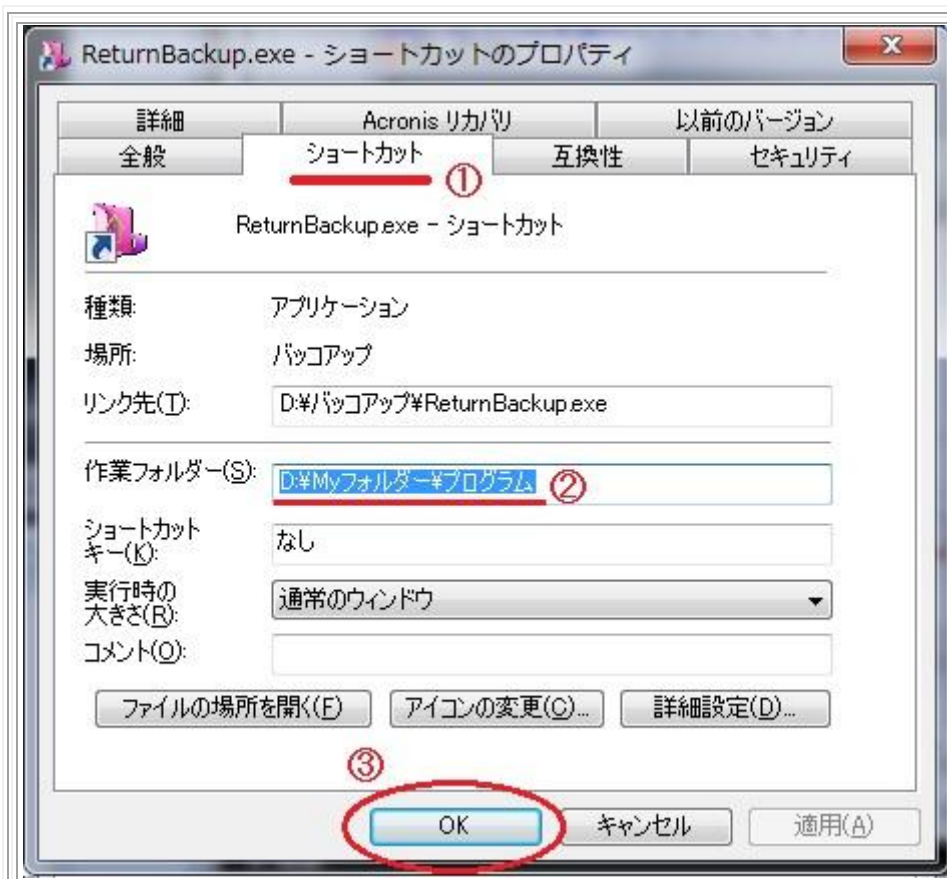 ReturnBackup.exe - ショートカットのプロパティ
詳細 Acronis リカバリ 以前のバージョン
全般 ショートカット 互換性 セキュリティ
①
ReturnBackup.exe - ショートカット
種類: アプリケーション
場所: バッコアップ
リンク先(T): D:¥バッコアップ¥ReturnBackup.exe
作業フォルダー(S): D:¥Myフォルダー¥プログラム ②
ショートカット
キー(K): なし
実行時の
大きさ(R): 通常のウィンドウ
コメント(O):
ファイルの場所を開く(F) アイコンの変更(C)... 詳細設定(D)...
③
OK キャンセル 適用(A)